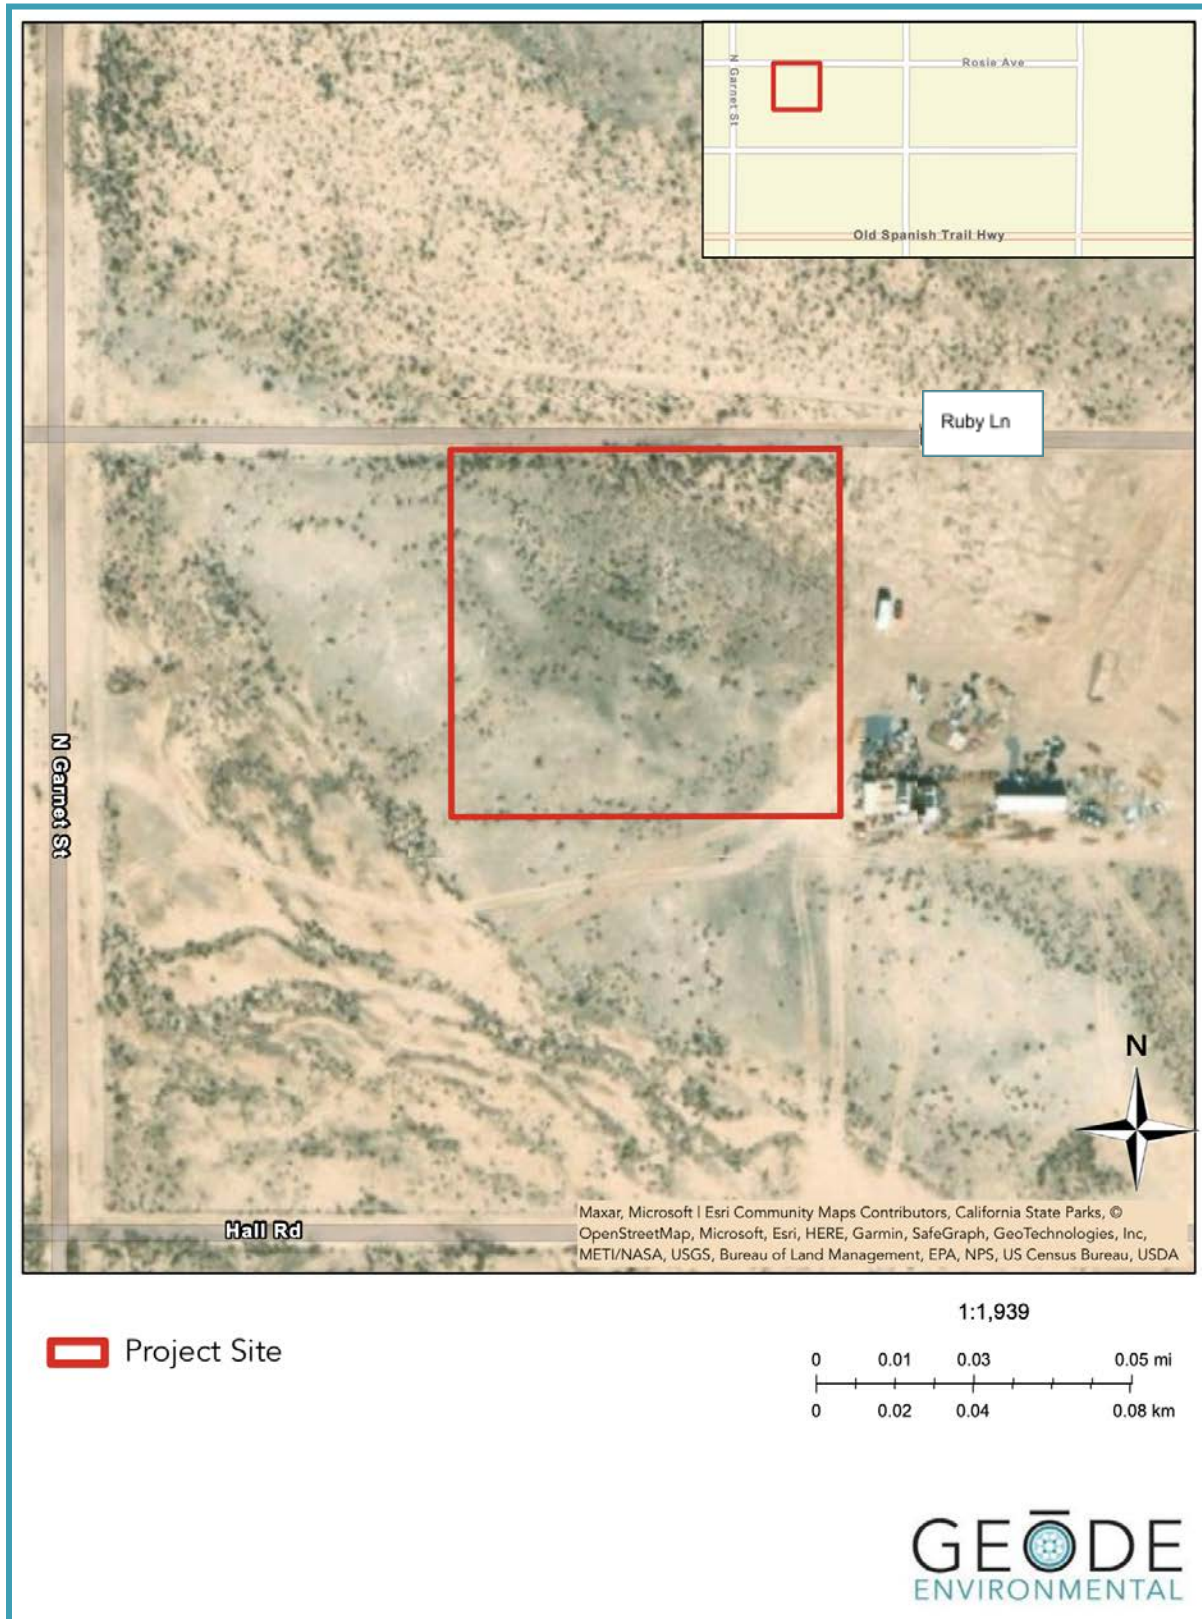 N Garnet St
Rosie Ave
Old Spanish Trail Hwy
Ruby Ln
N Garnet St
N
Hall Rd
Maxar, Microsoft | Esri Community Maps Contributors, California State Parks, ©
OpenStreetMap, Microsoft, Esri, HERE, Garmin, SafeGraph, GeoTechnologies, Inc,
METI/NASA, USGS, Bureau of Land Management, EPA, NPS, US Census Bureau, USDA
Project Site
1:1,939
0 0.01 0.03 0.05 mi
0 0.02 0.04 0.08 km
GEŌDE
ENVIRONMENTAL